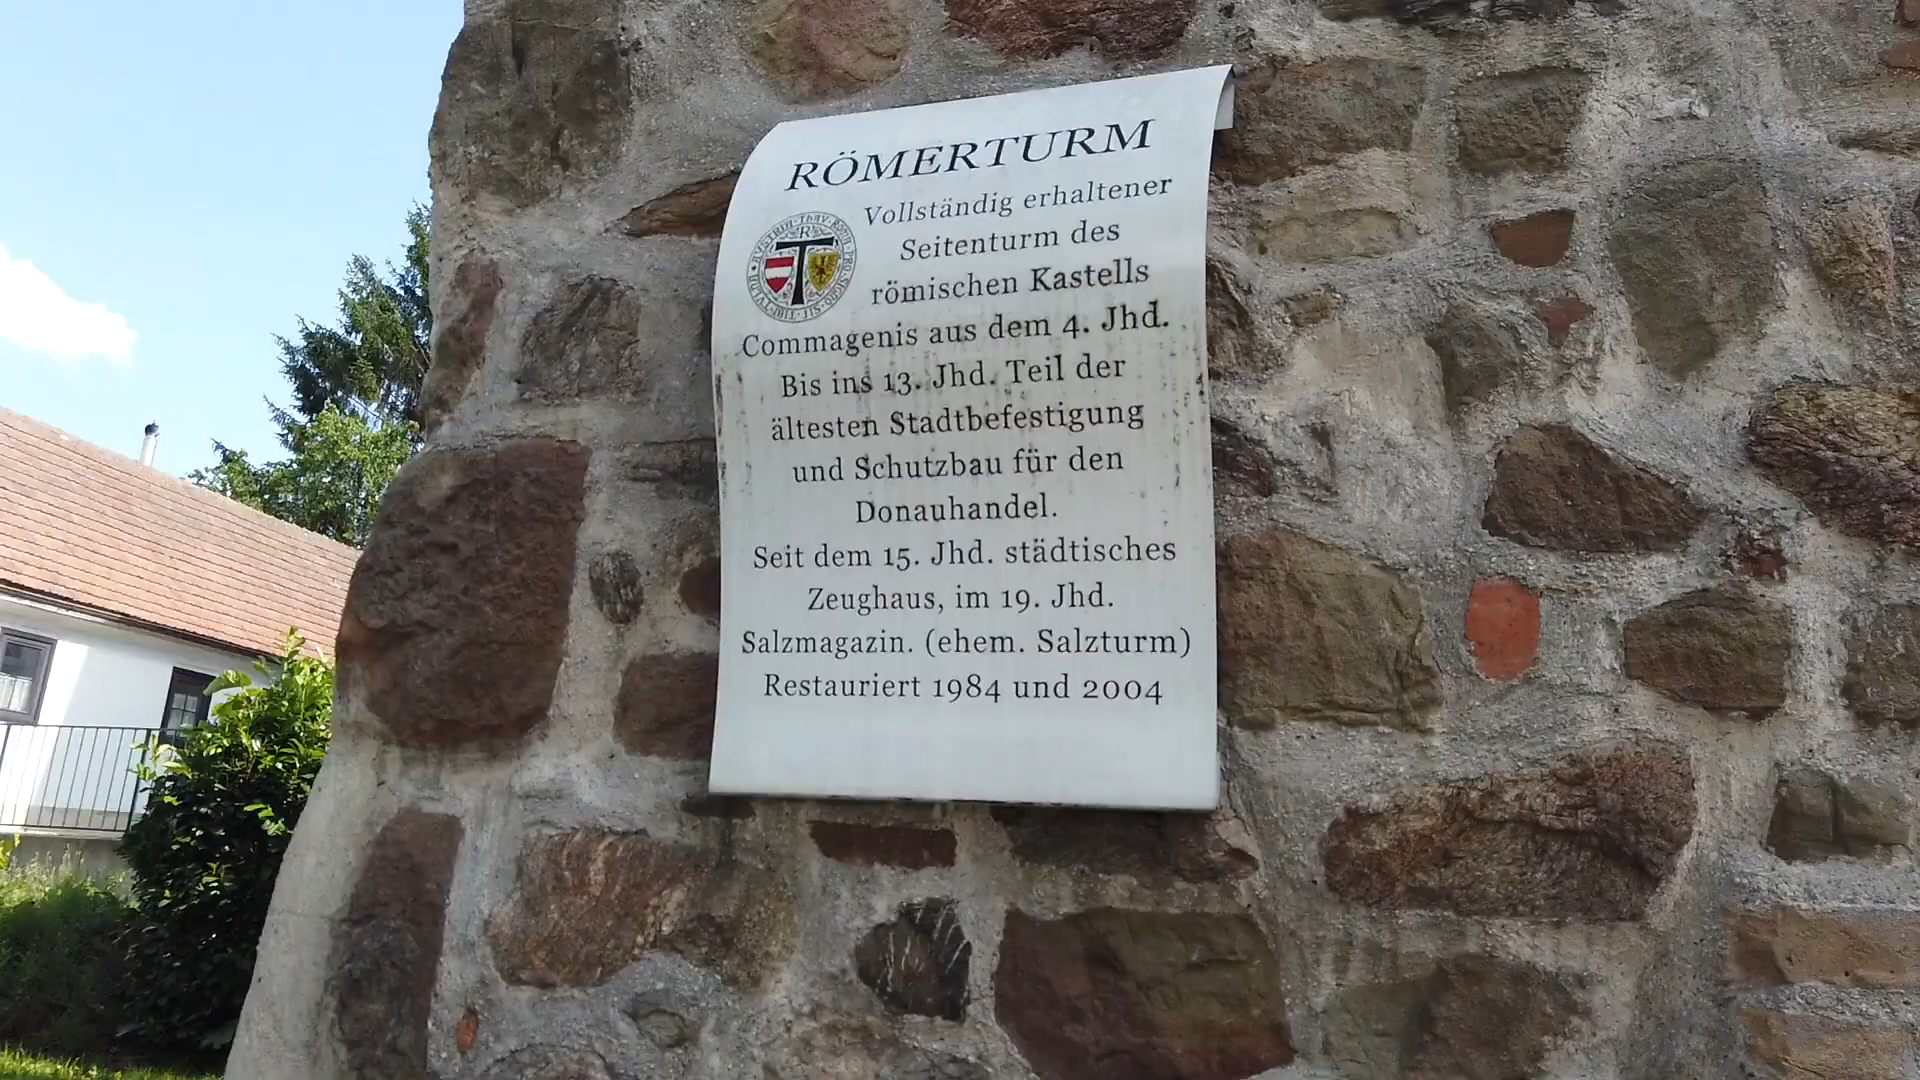 RÖMERTURM
Vollständig erhaltener
Seitenturm des
römischen Kastells
Commagenis aus dem 4. Jhd.
Bis ins 13. Jhd. Teil der
ältesten Stadtbefestigung
und Schutzbau für den
Donauhandel.
Seit dem 15. Jhd. städtisches
Zeughaus, im 19. Jhd.
Salzmagazin. (ehem. Salzturm)
Restauriert 1984 und 2004